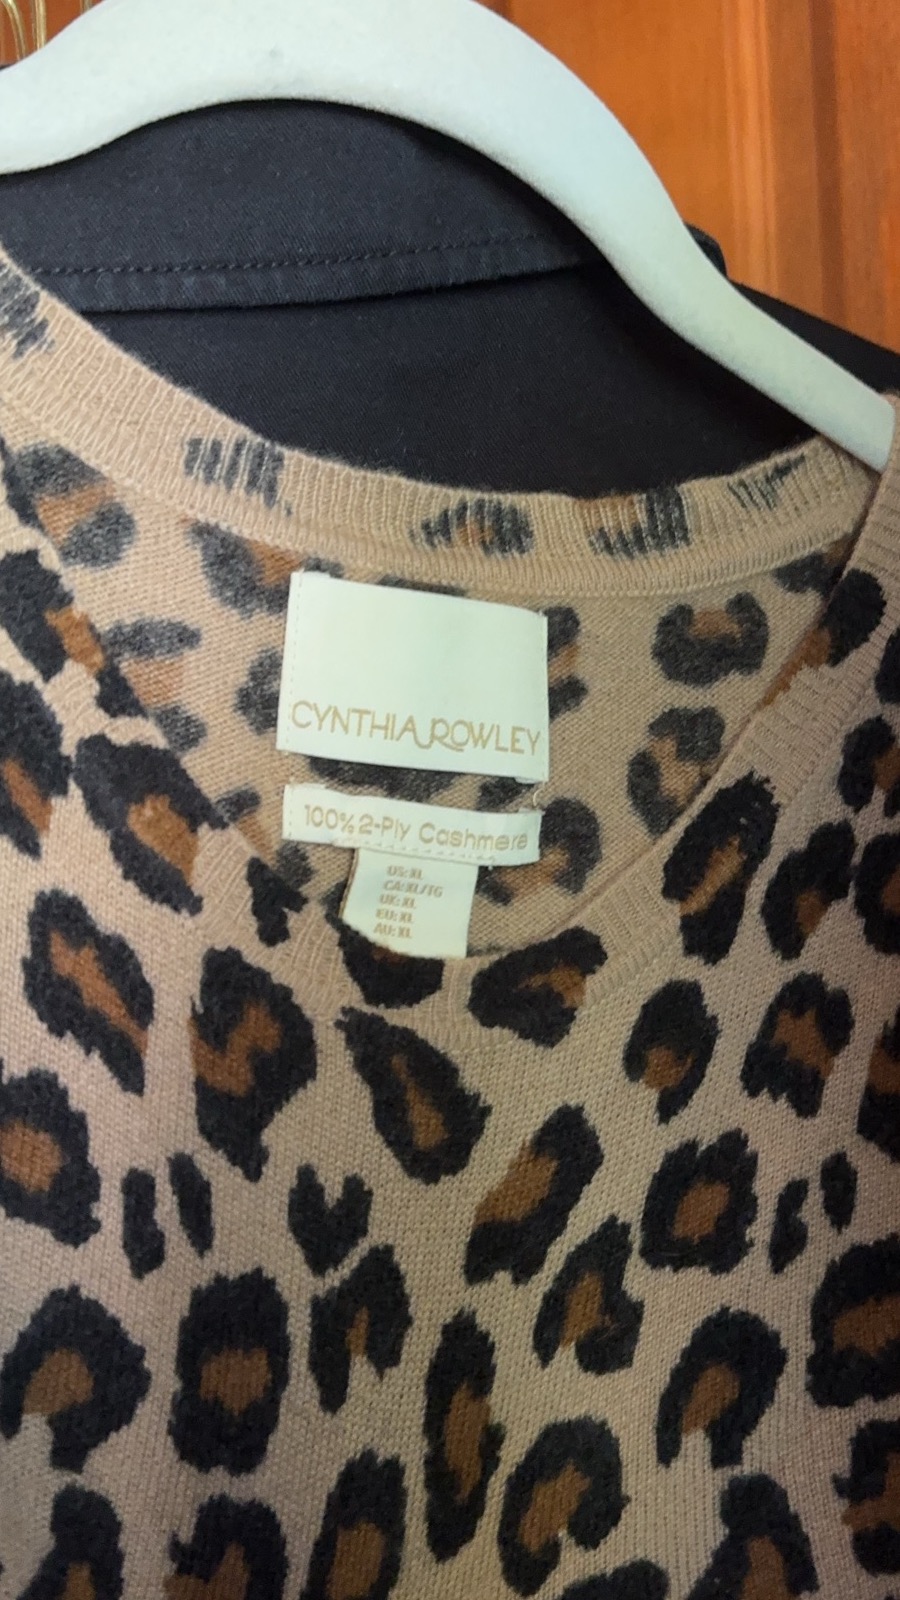 CYNTHIA ROWLEY
100% 2-Ply Cashmere
US: XL
CA: XL/TG
UK: XL
EU: XL
AU: XL